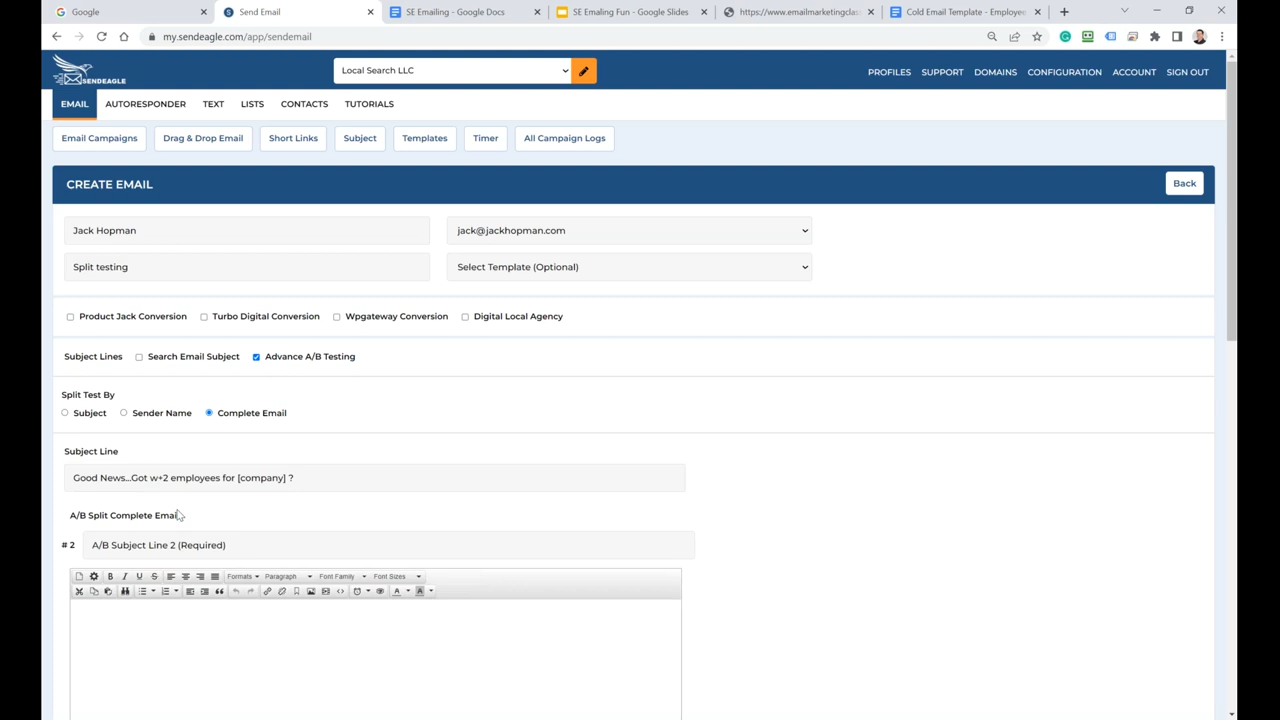 Google
Send Email
SE Emailing - Google Docs
SE Emaling Fun - Google Slides
https://www.emailmarketingclas
Cold Email Template - Employee
my.sendeagle.com/app/sendemail
SENDEAGLE
Local Search LLC
PROFILES SUPPORT DOMAINS CONFIGURATION ACCOUNT SIGN OUT
EMAIL AUTORESPONDER TEXT LISTS CONTACTS TUTORIALS
Email Campaigns Drag & Drop Email Short Links Subject Templates Timer All Campaign Logs
CREATE EMAIL Back
Jack Hopman jack@jackhopman.com
Split testing Select Template (Optional)
Product Jack Conversion Turbo Digital Conversion Wpgateway Conversion Digital Local Agency
Subject Lines Search Email Subject Advance A/B Testing
Split Test By
Subject Sender Name Complete Email
Subject Line
Good News...Got w+2 employees for [company] ?
A/B Split Complete Email
# 2 A/B Subject Line 2 (Required)
Formats Paragraph Font Family Font Sizes